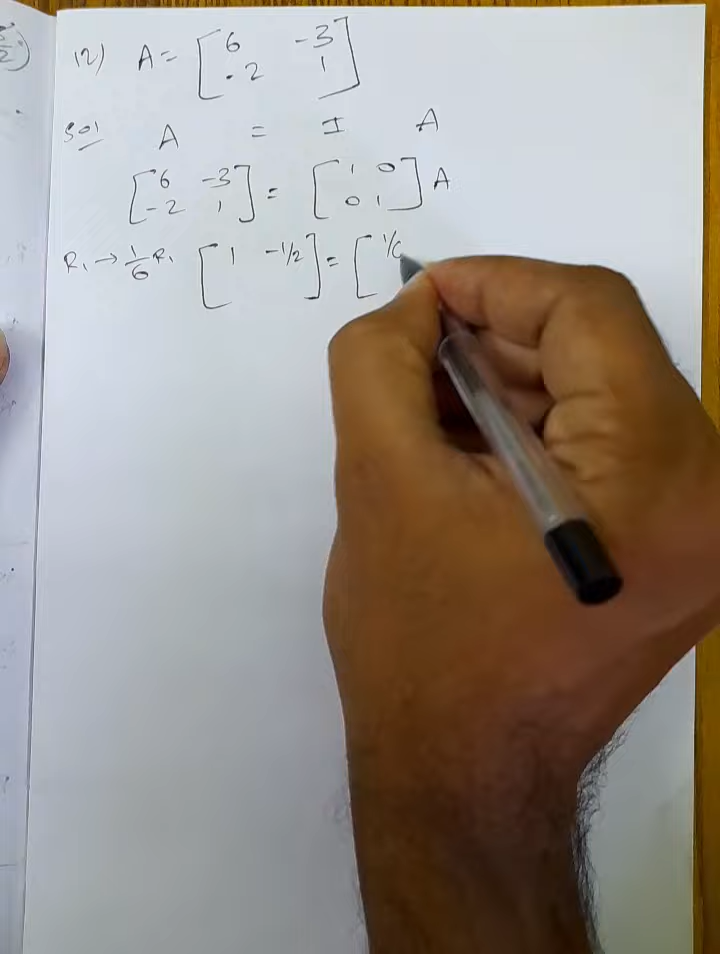 12) A = [ 6 -3
-2 1 ]
Sol A = I A
[ 6 -3 = [ 1 0
-2 1 ] 0 1 ] A
R₁ → 1/6 R₁ [ 1 -1/2 ] = [ 1/6